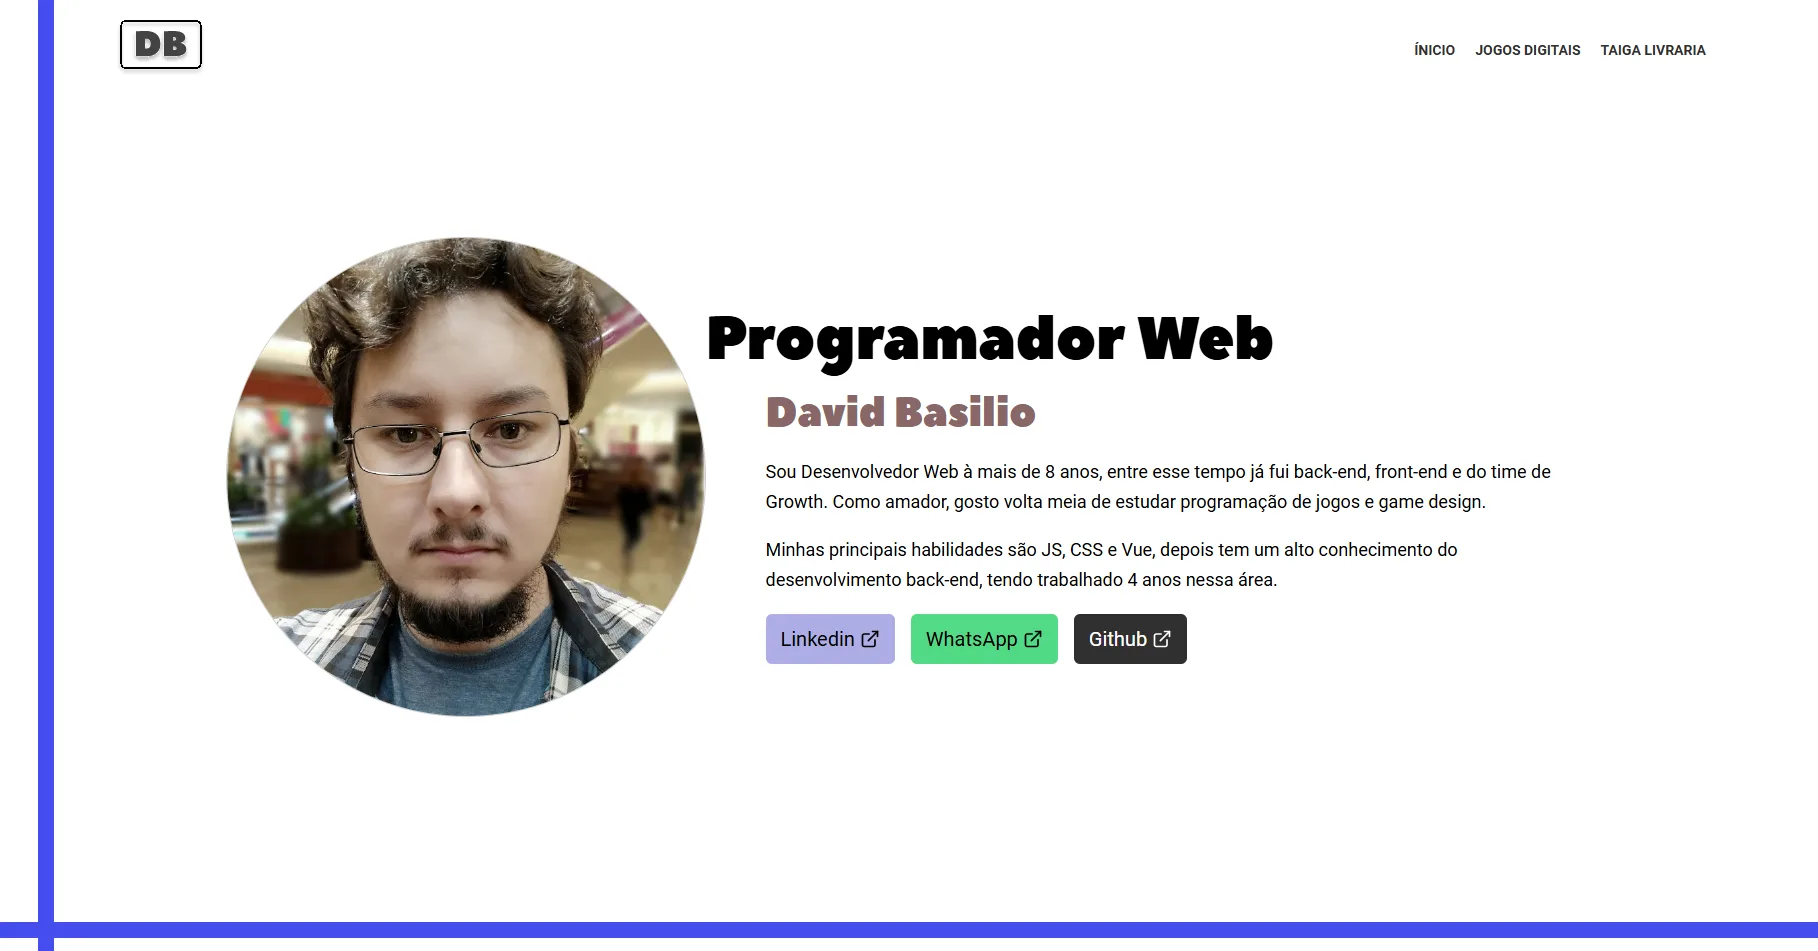 DB
ÍNICIO JOGOS DIGITAIS TAIGA LIVRARIA
Programador Web
David Basilio
Sou Desenvolvedor Web à mais de 8 anos, entre esse tempo já fui back-end, front-end e do time de
Growth. Como amador, gosto volta meia de estudar programação de jogos e game design.
Minhas principais habilidades são JS, CSS e Vue, depois tem um alto conhecimento do
desenvolvimento back-end, tendo trabalhado 4 anos nessa área.
Linkedin WhatsApp Github